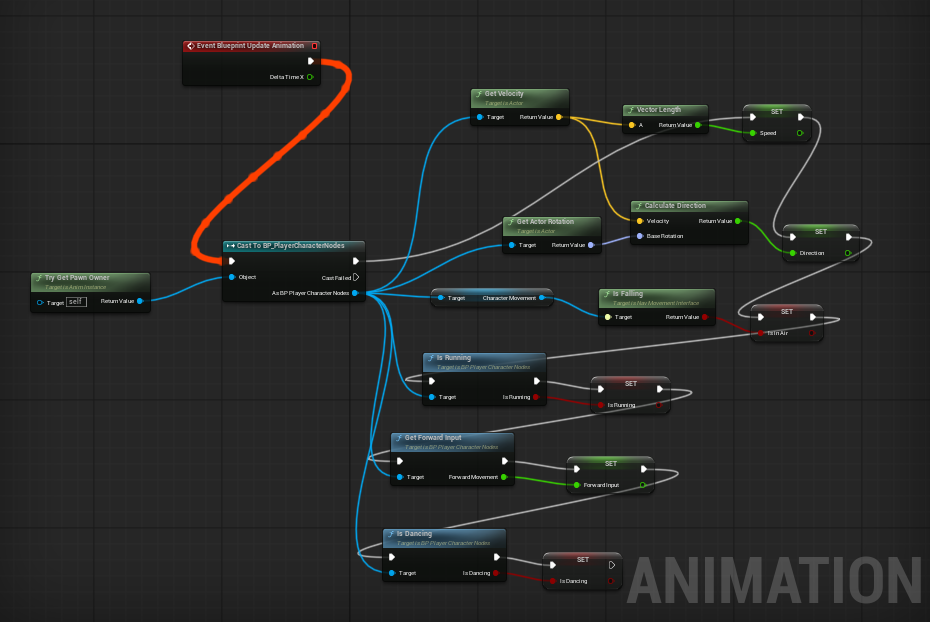 Event Blueprint Update Animation
Delta Time X
Get Velocity
Target is Actor
Target
Return Value
Vector Length
A
Return Value
SET
Speed
Calculate Direction
Velocity
Return Value
Base Rotation
Get Actor Rotation
Target is Actor
Target
Return Value
SET
Direction
Cast To BP_PlayerCharacterNodes
Object
Cast Failed
As BP Player Character Nodes
Try Get Pawn Owner
Target is Anim Instance
Target self
Return Value
Target
Character Movement
Is Falling
Target is Nav Movement Interface
Target
Return Value
SET
Is In Air
Is Running
Target is BP Player Character Nodes
Target
Is Running
SET
Is Running
Get Forward Input
Target is BP Player Character Nodes
Target
Forward Movement
SET
Forward Input
Is Dancing
Target is BP Player Character Nodes
Target
Is Dancing
SET
Is Dancing
ANIMATION